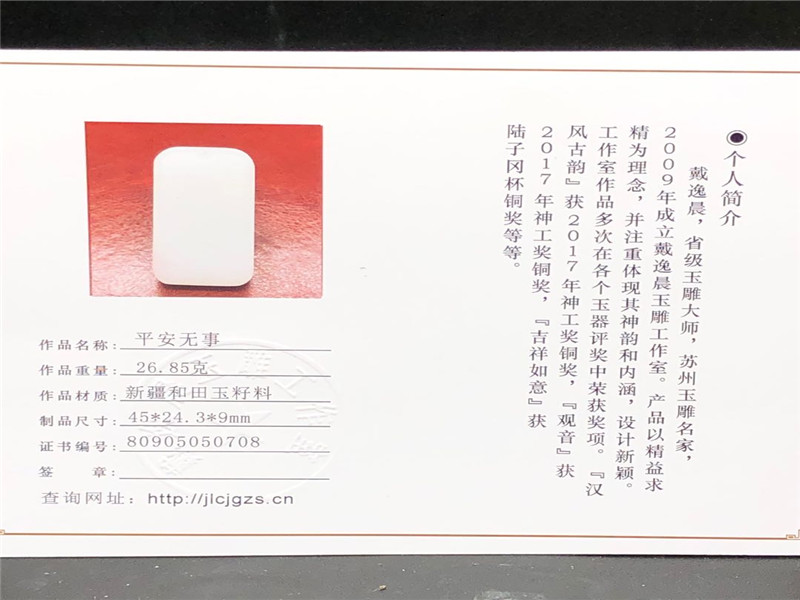 作品名称：平安无事
作品重量：26.85克
作品材质：新疆和田玉籽料
制品尺寸：45*24.3*9mm
证书编号：80905050708
签　　章：
查询网址：http://jlcjgzs.cn
◉个人简介
戴逸晨，省级玉雕大师，苏州玉雕名家，
2009年成立戴逸晨玉雕工作室。产品以精益求
精为理念，并注重体现其神韵和内涵，设计新颖。
工作室作品多次在各个玉器评奖中荣获奖项。『汉
风古韵』获2017年神工奖铜奖，『观音』获
2017年神工奖铜奖，『吉祥如意』获
陆子冈杯铜奖等等。